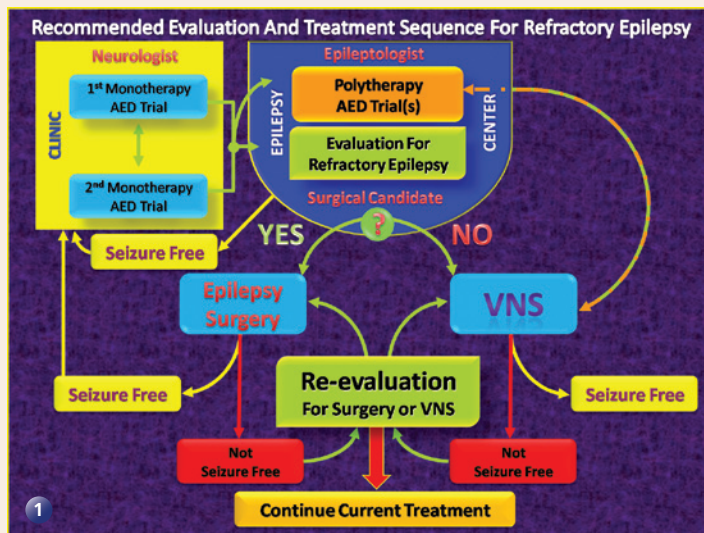 Recommended Evaluation And Treatment Sequence For Refractory Epilepsy
Neurologist
1st Monotherapy
AED Trial
CLINIC
2nd Monotherapy
AED Trial
Epileptologist
EPILEPSY
Polytherapy
AED Trial(s)
CENTER
Evaluation For
Refractory Epilepsy
Surgical Candidate
?
YES
NO
Seizure Free
Epilepsy
Surgery
VNS
Re-evaluation
For Surgery or VNS
Seizure Free
Seizure Free
Not
Seizure Free
Not
Seizure Free
Continue Current Treatment
1